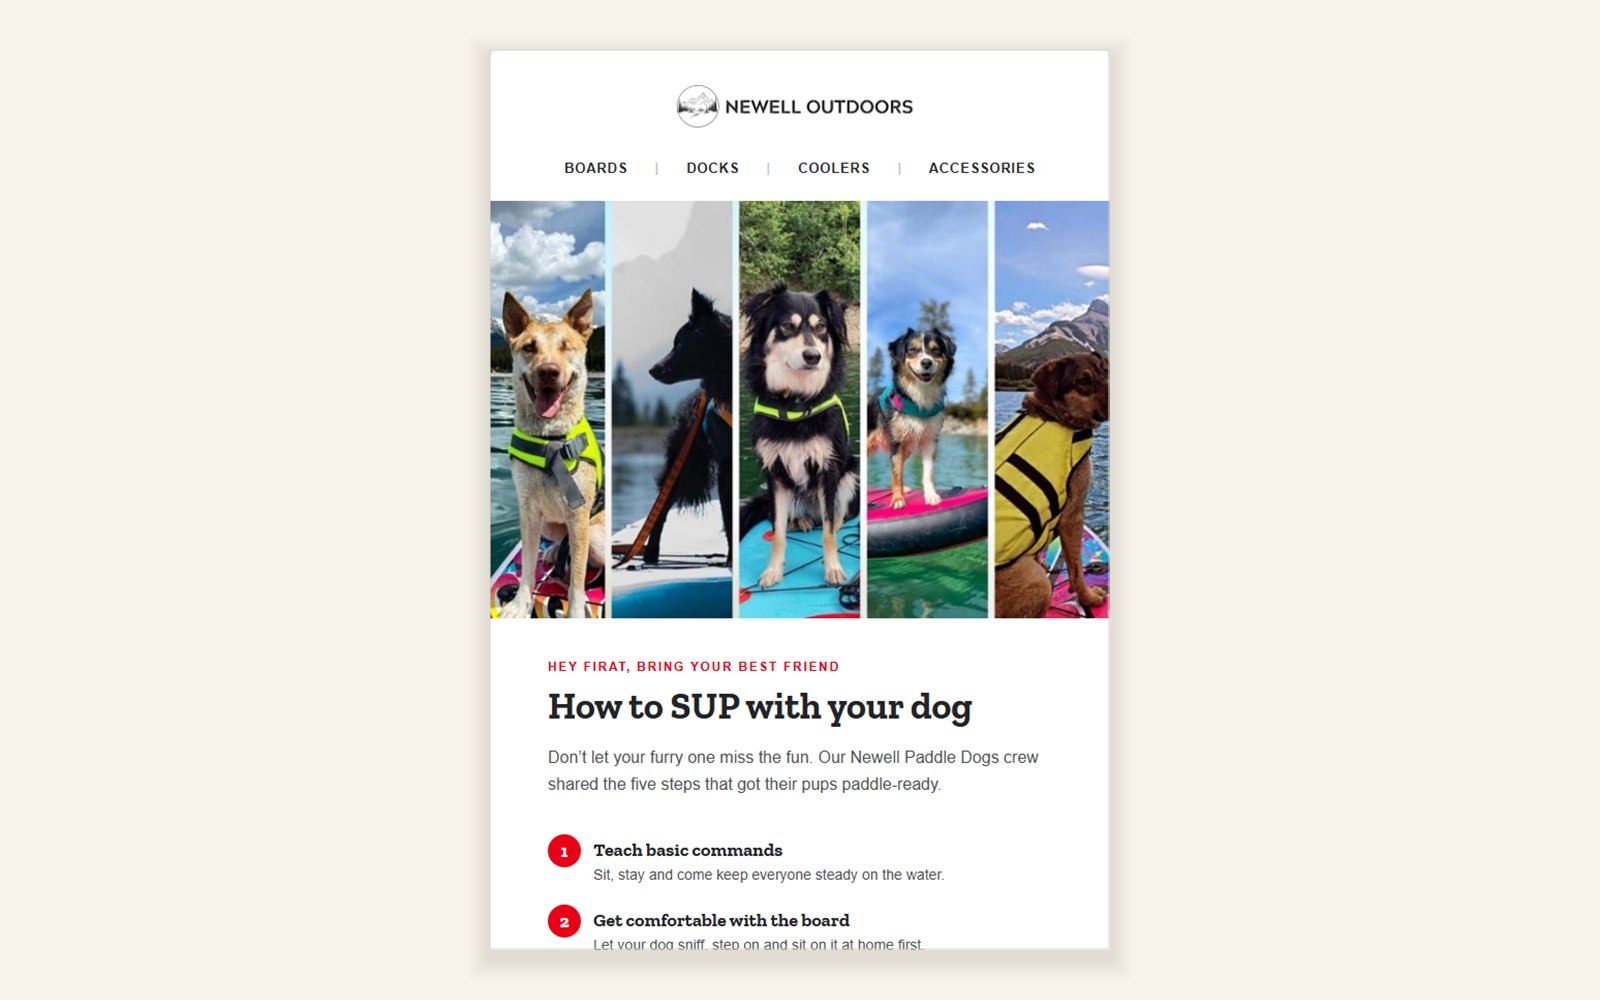 NEWELL OUTDOORS
BOARDS | DOCKS | COOLERS | ACCESSORIES
HEY FIRAT, BRING YOUR BEST FRIEND
How to SUP with your dog
Don’t let your furry one miss the fun. Our Newell Paddle Dogs crew
shared the five steps that got their pups paddle-ready.
1 Teach basic commands
Sit, stay and come keep everyone steady on the water.
2 Get comfortable with the board
Let your dog sniff, step on and sit on it at home first.